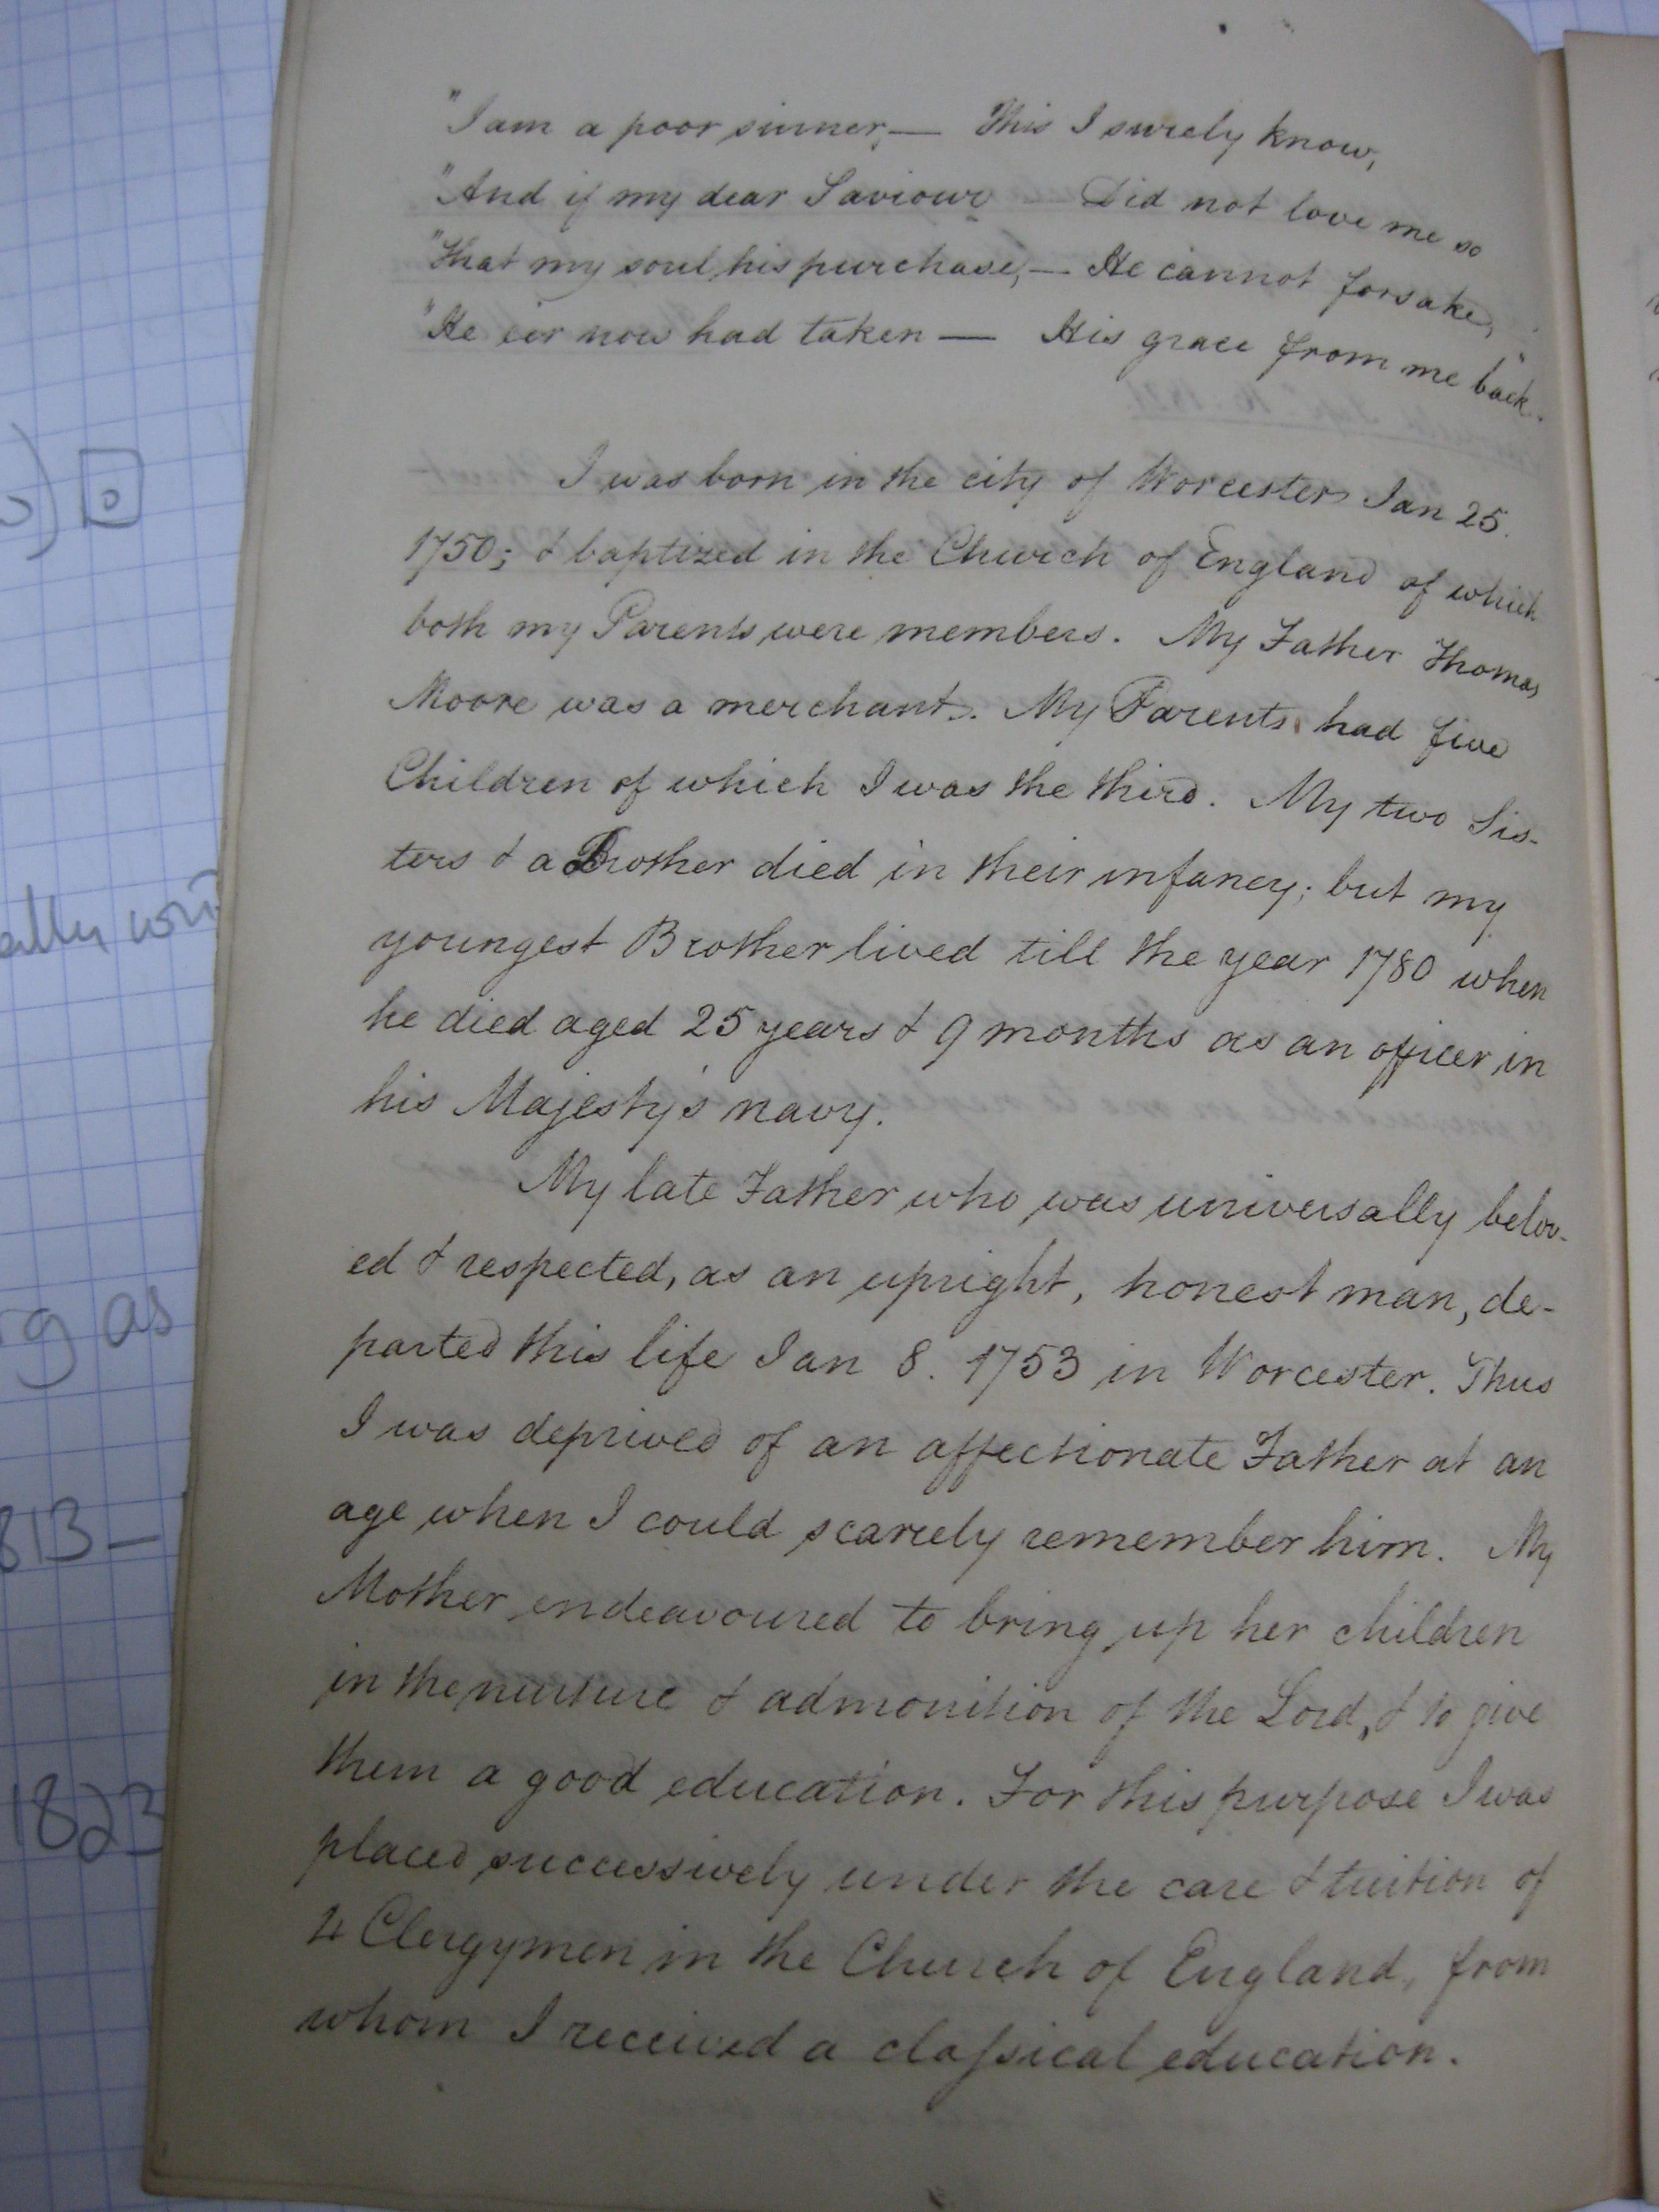 "I am a poor sinner,— This I surely know,
"And if my dear Saviour — Did not love me so
"That my soul, his purchase,— He cannot forsake,
"He eer now had taken — His grace from me back."
I was born in the city of Worcester Jan 25.
1750; & baptized in the Church of England of which
both my Parents were members. My Father Thomas
Moore was a merchant. My Parents had five
Children of which I was the third. My two Sis-
ters & a Brother died in their infancy; but my
youngest Brother lived till the year 1780 when
he died aged 25 years & 9 months as an officer in
his Majesty's navy.
My late Father who was universally belov-
ed & respected, as an upright, honest man, de-
parted this life Jan 8. 1753 in Worcester. Thus
I was deprived of an affectionate Father at an
age when I could scarcely remember him. My
Mother endeavoured to bring up her children
in the nurture & admonition of the Lord, & to give
them a good education. For this purpose I was
placed successively under the care & tuition of
4 Clergymen in the Church of England, from
whom I received a classical education.
ally
g as
813–
1823